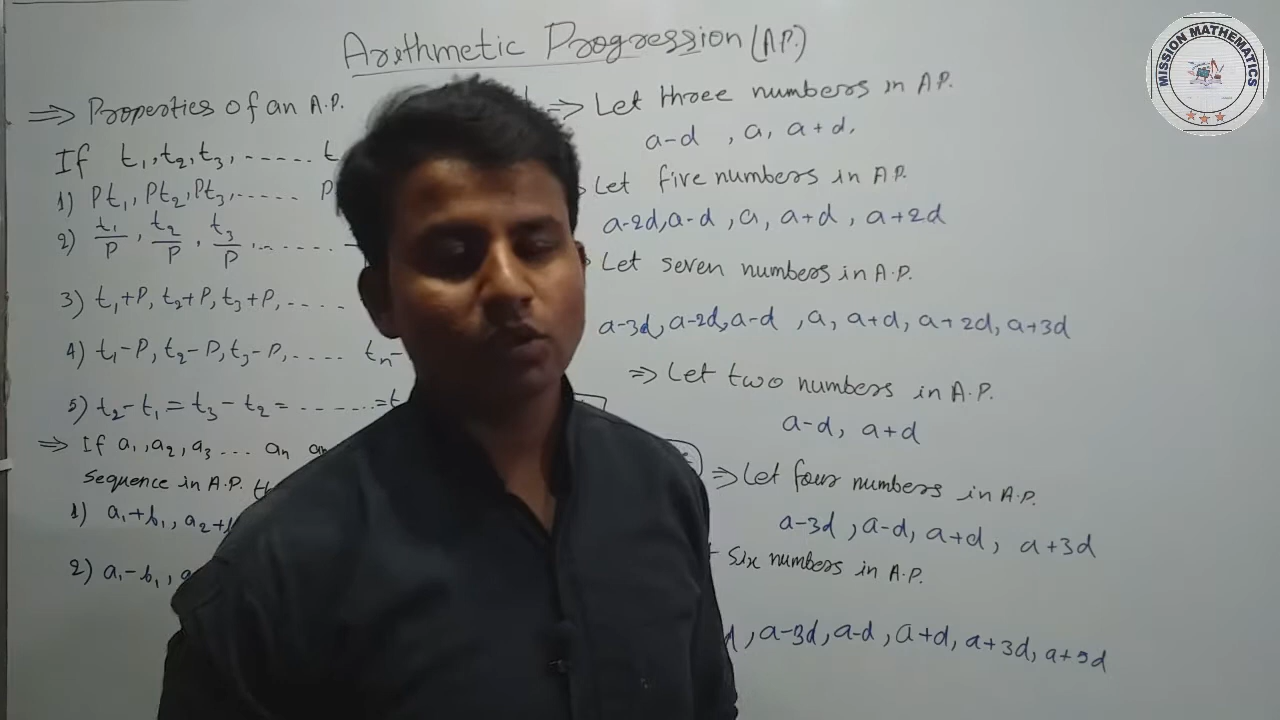 Arithmetic Progression (A.P.)
⇒ Properties of an A.P.
If t₁, t₂, t₃, ------ t
1) Pt₁, Pt₂, Pt₃, ----- P
2) t₁/P, t₂/P, t₃/P, -------
3) t₁+P, t₂+P, t₃+P, ----
4) t₁-P, t₂-P, t₃-P, ---- tn-
5) t₂-t₁ = t₃-t₂ = ------ = t
⇒ If a₁, a₂, a₃ ... an
Sequence in A.P.
1) a₁+b₁, a₂+b
2) a₁-b₁, a
⇒ Let three numbers in A.P.
a-d, a, a+d.
Let five numbers in A.P.
a-2d, a-d, a, a+d, a+2d
Let seven numbers in A.P.
a-3d, a-2d, a-d, a, a+d, a+2d, a+3d
⇒ Let two numbers in A.P.
a-d, a+d
⇒ Let four numbers in A.P.
a-3d, a-d, a+d, a+3d
Six numbers in A.P.
d, a-3d, a-d, a+d, a+3d, a+5d
MISSION MATHEMATICS